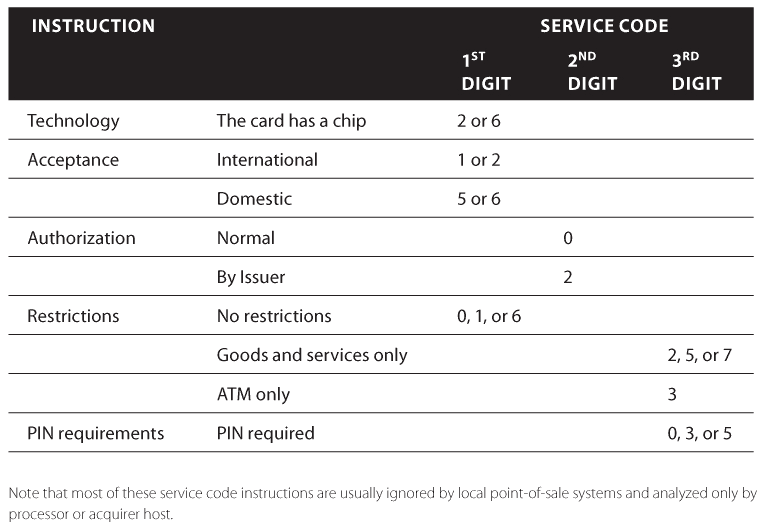 INSTRUCTION SERVICE CODE
1ST DIGIT 2ND DIGIT 3RD DIGIT
Technology The card has a chip 2 or 6
Acceptance International 1 or 2
Domestic 5 or 6
Authorization Normal 0
By Issuer 2
Restrictions No restrictions 0, 1, or 6
Goods and services only 2, 5, or 7
ATM only 3
PIN requirements PIN required 0, 3, or 5
Note that most of these service code instructions are usually ignored by local point-of-sale systems and analyzed only by
processor or acquirer host.